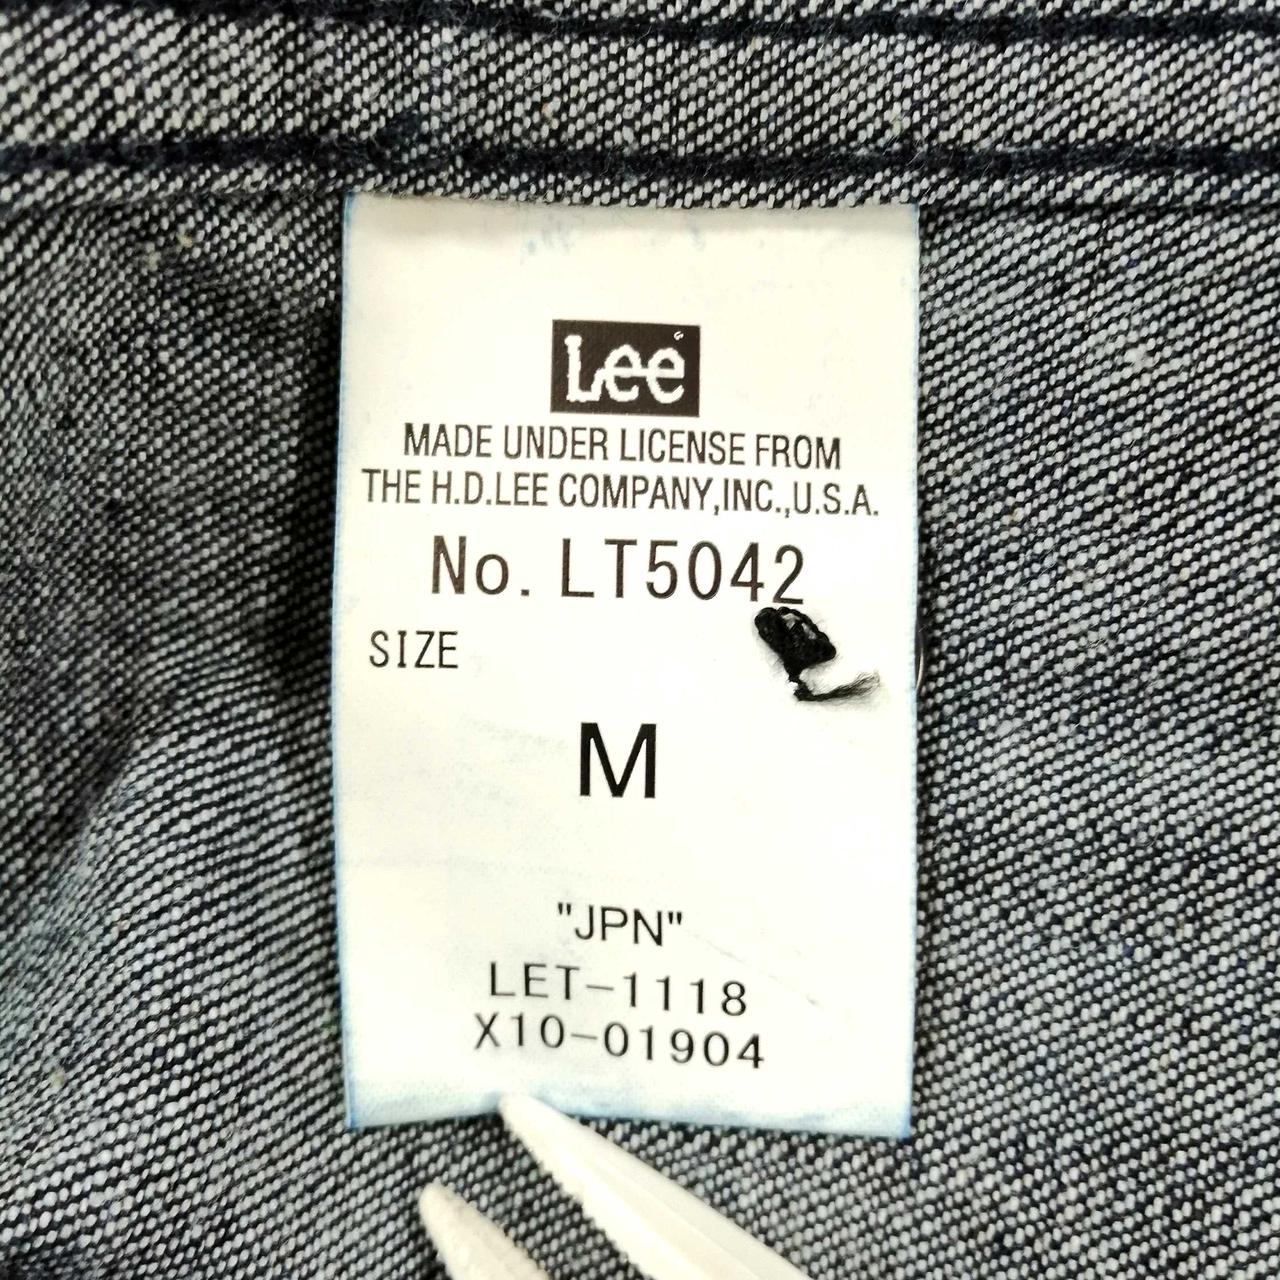 Lee
MADE UNDER LICENSE FROM
THE H.D.LEE COMPANY,INC.,U.S.A.
No. LT5042
SIZE
M
"JPN"
LET-1118
X10-01904